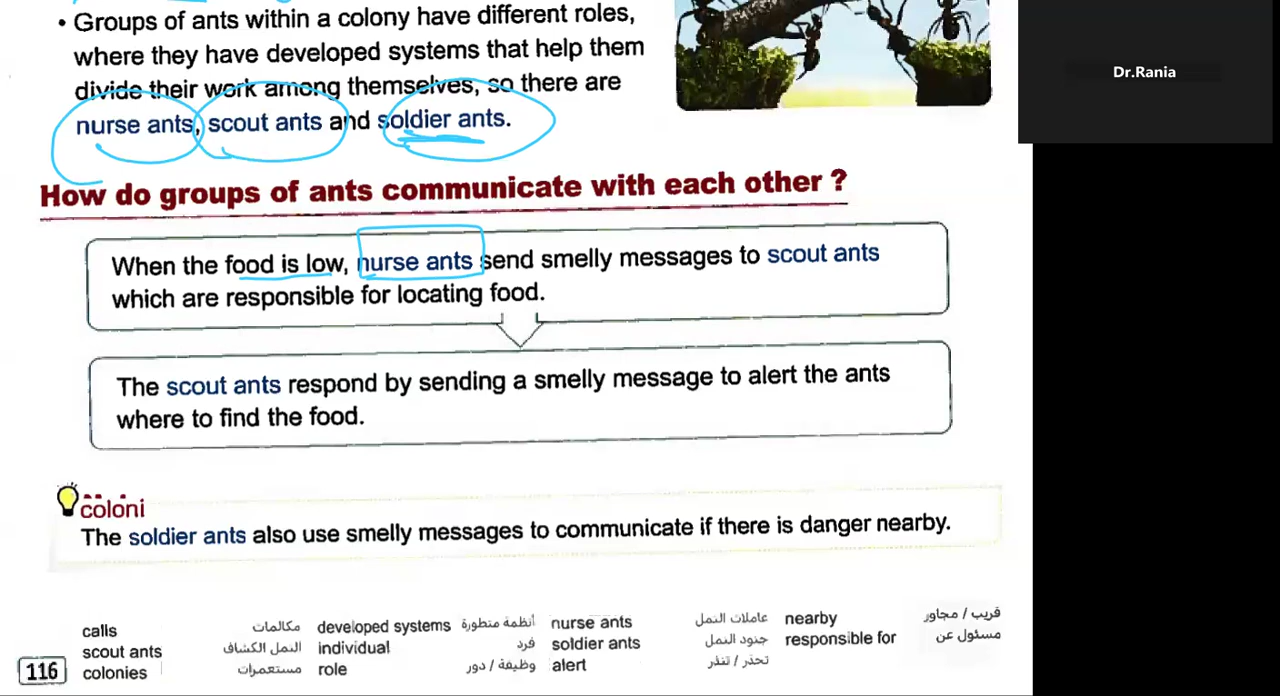 • Groups of ants within a colony have different roles,
where they have developed systems that help them
divide their work among themselves, so there are
nurse ants, scout ants and soldier ants.
Dr.Rania
How do groups of ants communicate with each other ?
When the food is low, nurse ants send smelly messages to scout ants
which are responsible for locating food.
The scout ants respond by sending a smelly message to alert the ants
where to find the food.
coloni
The soldier ants also use smelly messages to communicate if there is danger nearby.
calls مكالمات developed systems أنظمة متطورة nurse ants عاملات النمل nearby قريب / مجاور
scout ants النمل الكشاف individual فرد soldier ants جنود النمل responsible for مسئول عن
colonies مستعمرات role وظيفة / دور alert تحذر / تنذر
116